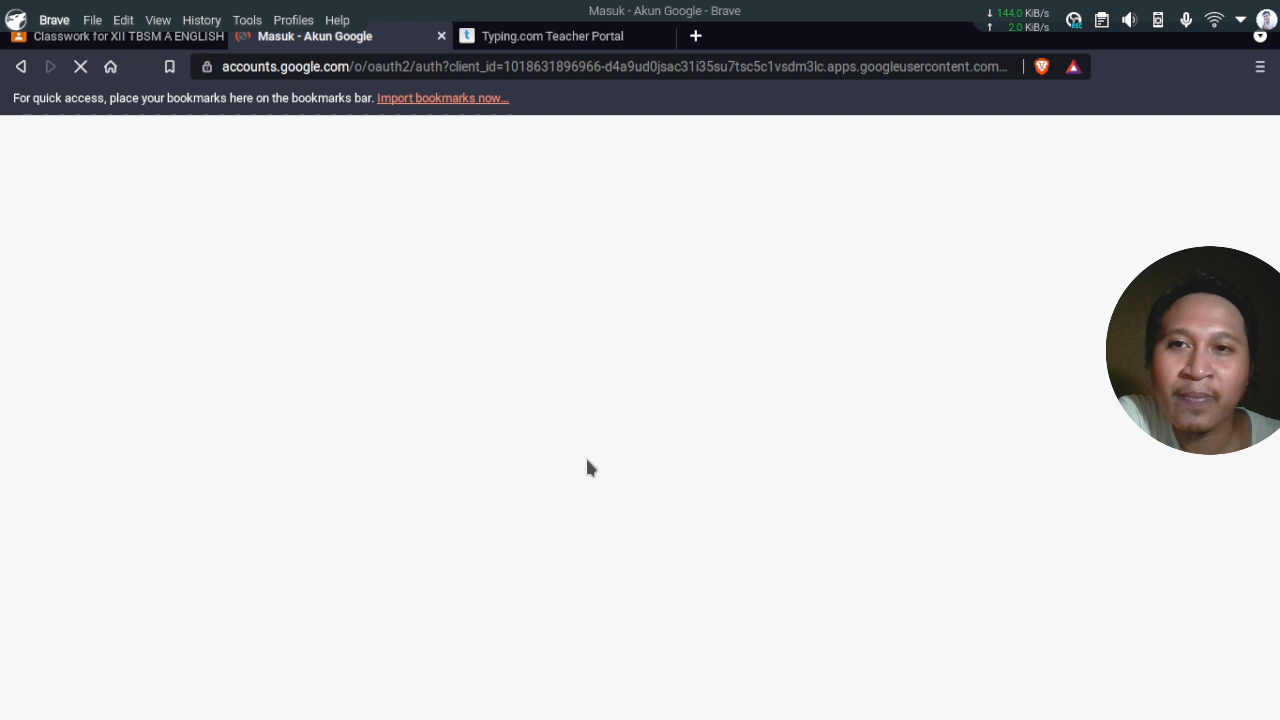 Masuk - Akun Google - Brave
Brave File Edit View History Tools Profiles Help
↓ 144.0 KiB/s
↑ 2.0 KiB/s
Classwork for XII TBSM A ENGLISH
Masuk - Akun Google
Typing.com Teacher Portal
accounts.google.com/o/oauth2/auth?client_id=1018631896966-d4a9ud0jsac31i35su7tsc5c1vsdm3lc.apps.googleusercontent.com...
For quick access, place your bookmarks here on the bookmarks bar. Import bookmarks now...